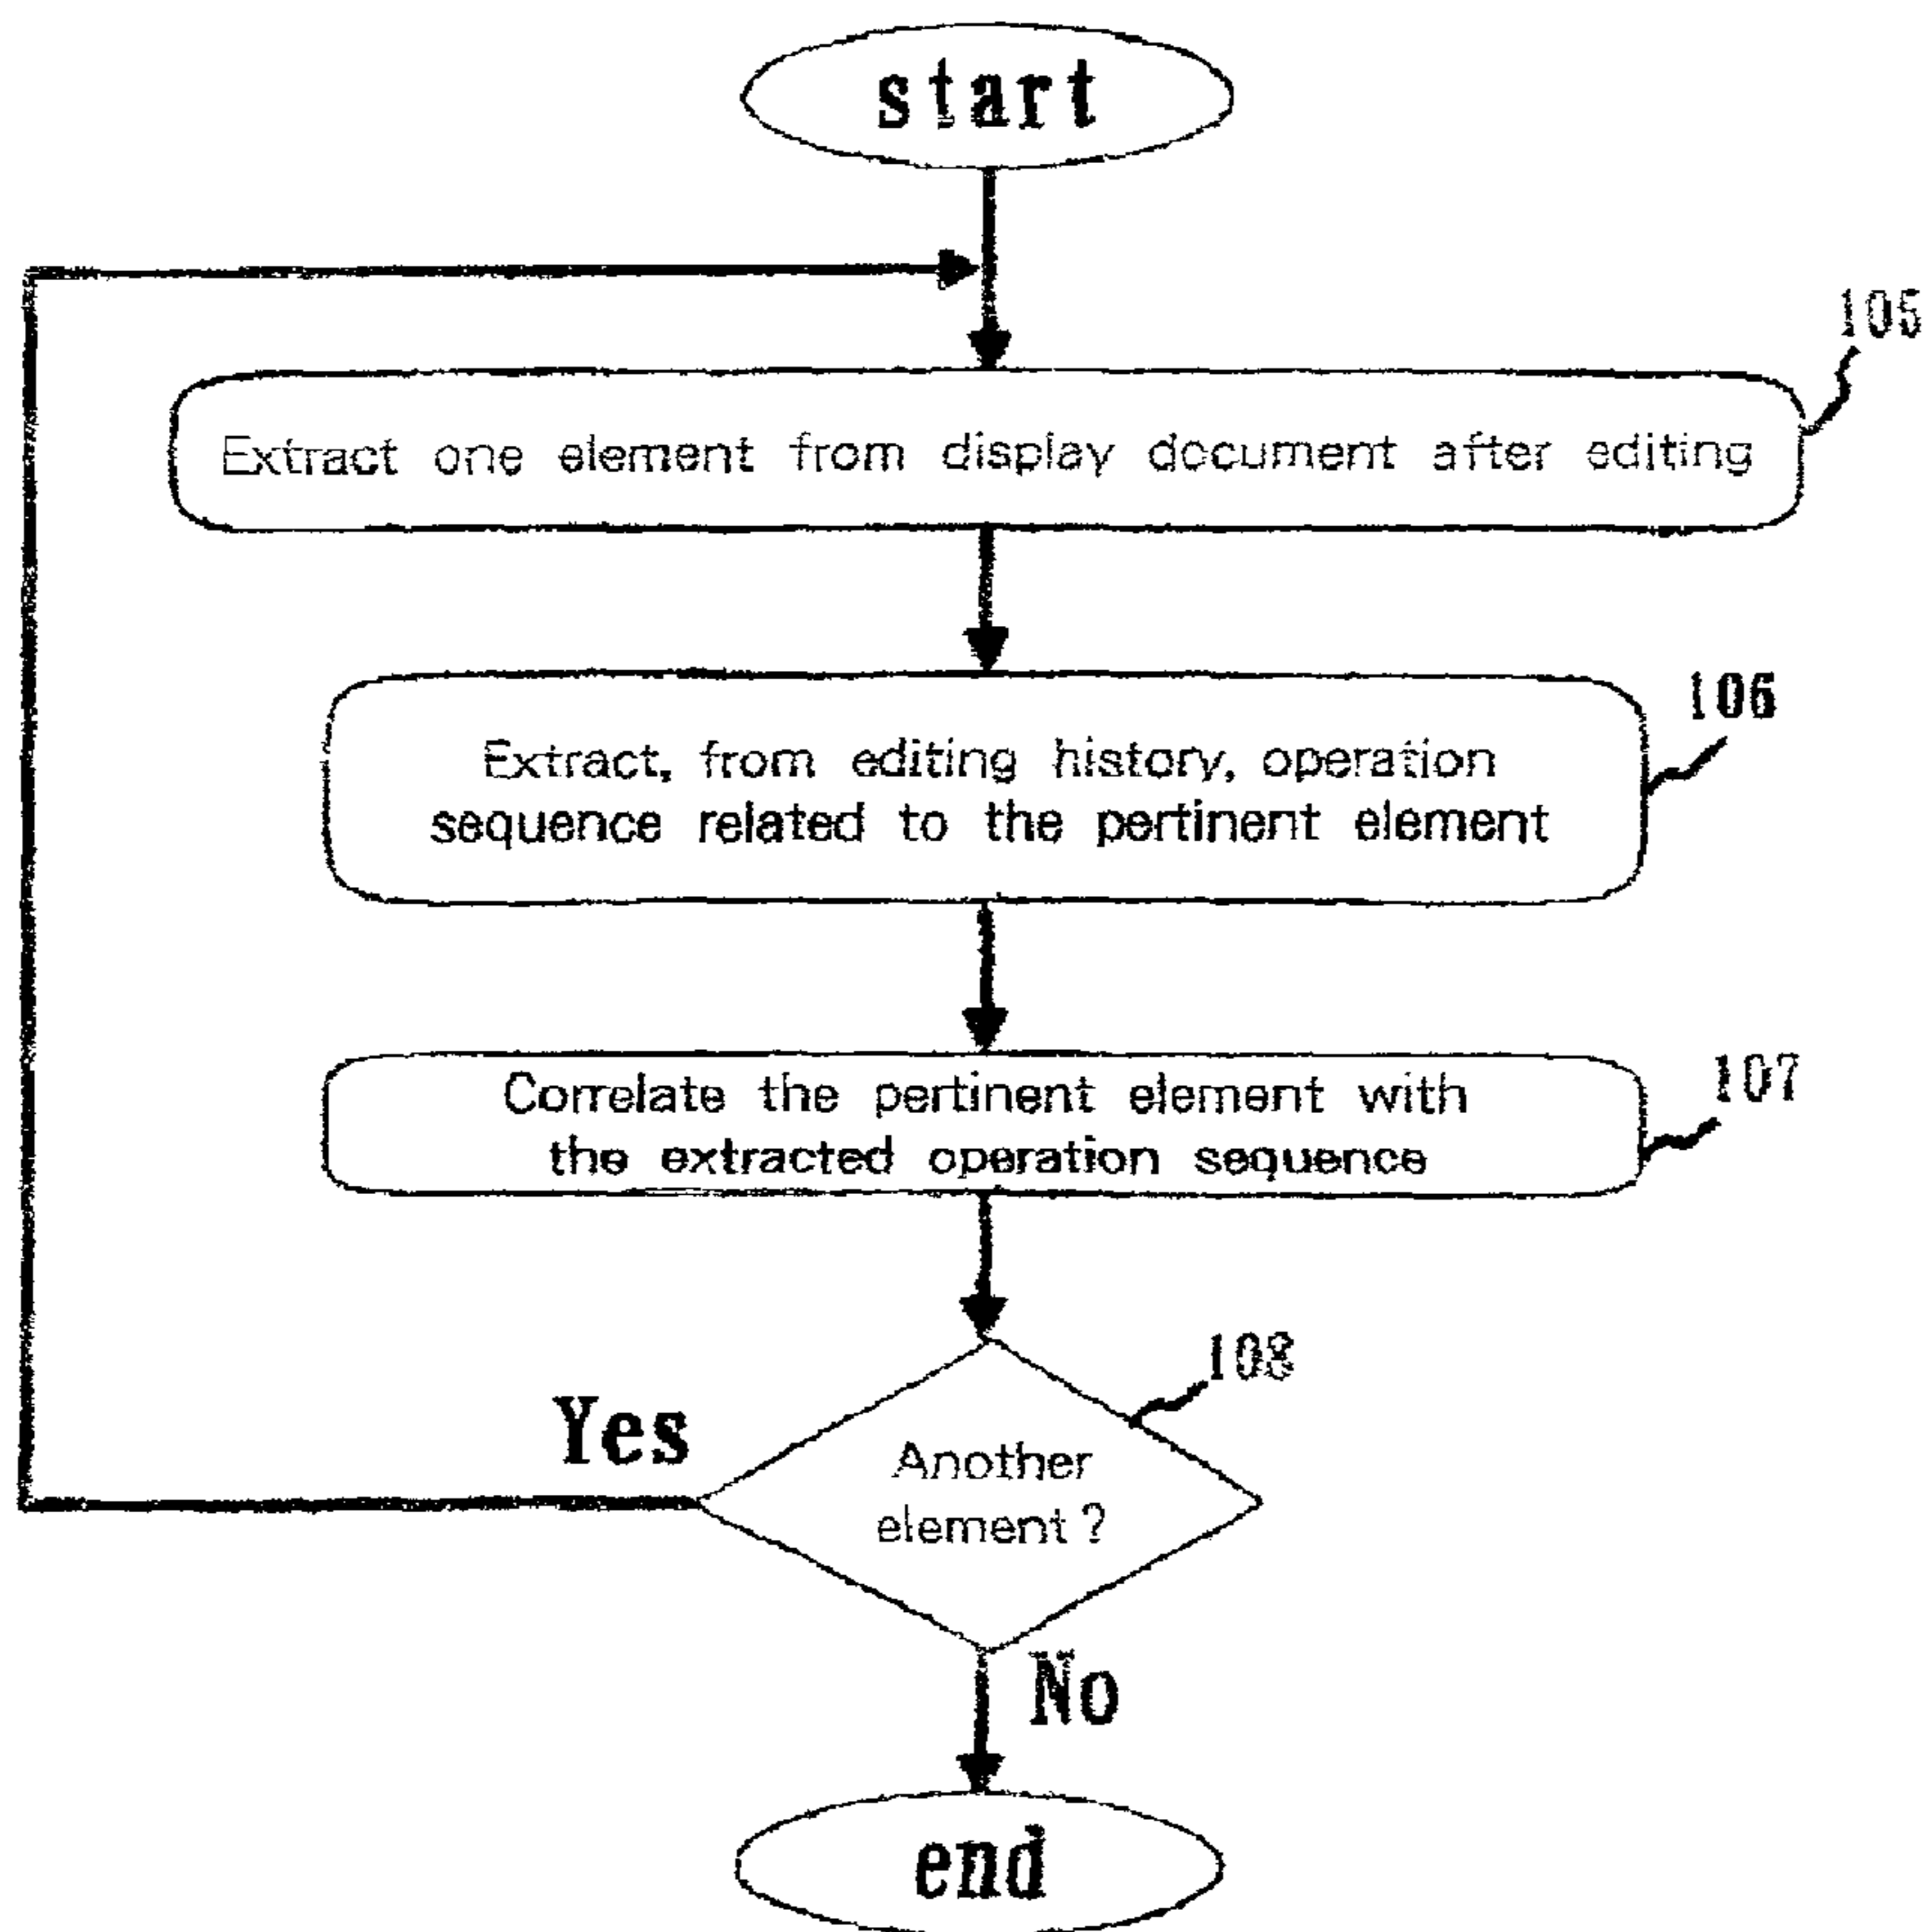 start
105
Extract one element from display document after editing
106
Extract, from editing history, operation
sequence related to the pertinent element
107
Correlate the pertinent element with
the extracted operation sequence
108
Yes
Another
element ?
No
end